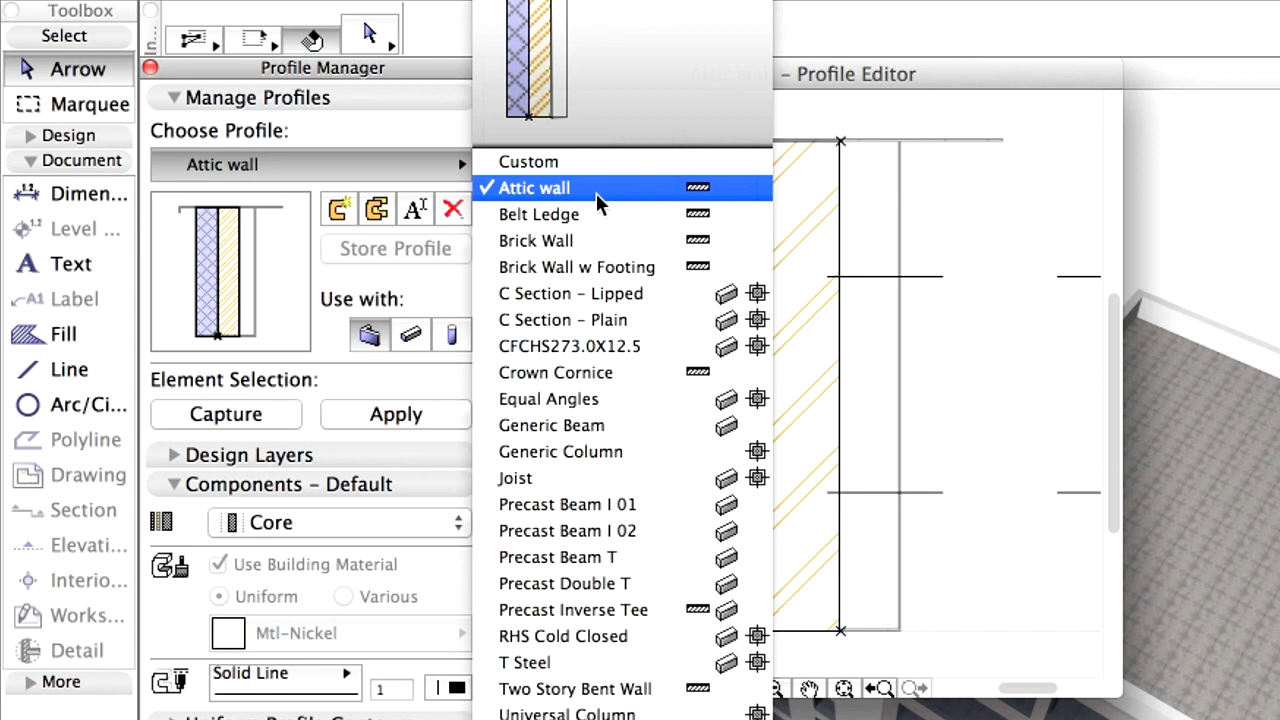 Toolbox
Select
Arrow
Marquee
Design
Document
1.2
Dimen...
1.2
Level ...
A Text
A1 Label
Fill
Line
Arc/Ci...
Polyline
Drawing
Section
Elevati...
Interio...
Works...
Detail
More
Profile Manager
Manage Profiles
Choose Profile:
Attic wall
Store Profile
Use with:
Element Selection:
Capture
Apply
Design Layers
Components - Default
Core
Use Building Material
Uniform
Various
Mtl-Nickel
Solid Line
1
Custom
Attic wall
Belt Ledge
Brick Wall
Brick Wall w Footing
C Section - Lipped
C Section - Plain
CFCHS273.0X12.5
Crown Cornice
Equal Angles
Generic Beam
Generic Column
Joist
Precast Beam I 01
Precast Beam I 02
Precast Beam T
Precast Double T
Precast Inverse Tee
RHS Cold Closed
T Steel
Two Story Bent Wall
Universal Column
- Profile Editor